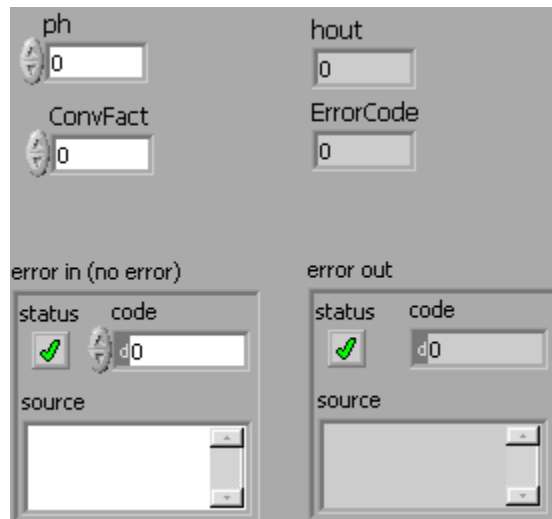 ph
hout
0
0
ConvFact
ErrorCode
0
0
error in (no error)
error out
status
code
status
code
d0
d0
source
source